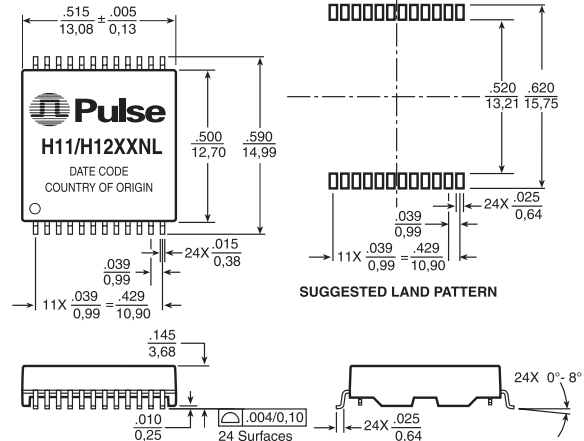 .515 ± .005
13,08 0,13
Pulse
H11/H12XXNL
DATE CODE
COUNTRY OF ORIGIN
.500
12,70
.590
14,99
24X .015
0,38
.039
0,99
11X .039 = .429
0,99 10,90
.520
13,21
.620
15,75
24X .025
0,64
.039
0,99
11X .039 = .429
0,99 10,90
SUGGESTED LAND PATTERN
.145
3,68
.010
0,25
.004/0,10
24 Surfaces
24X 0°- 8°
24X .025
0,64